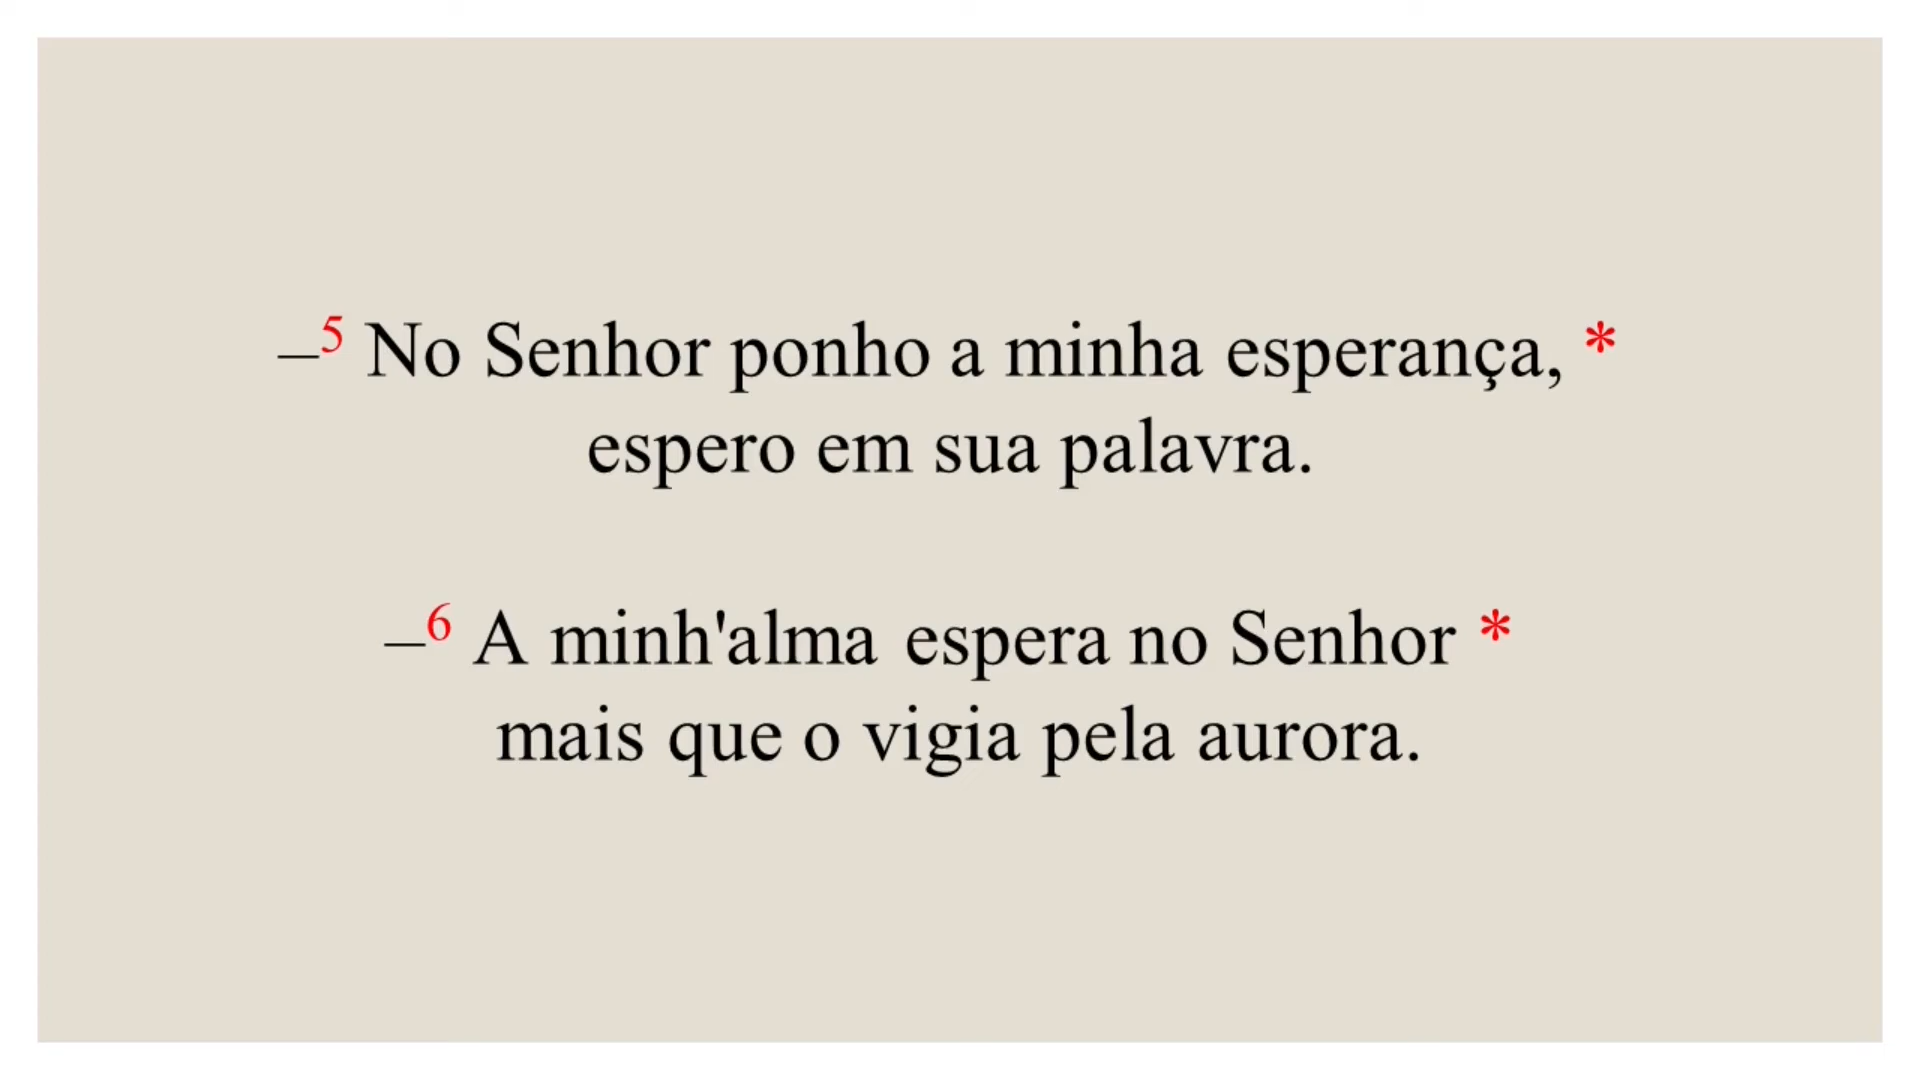 –5 No Senhor ponho a minha esperança, *
espero em sua palavra.
–6 A minh'alma espera no Senhor *
mais que o vigia pela aurora.